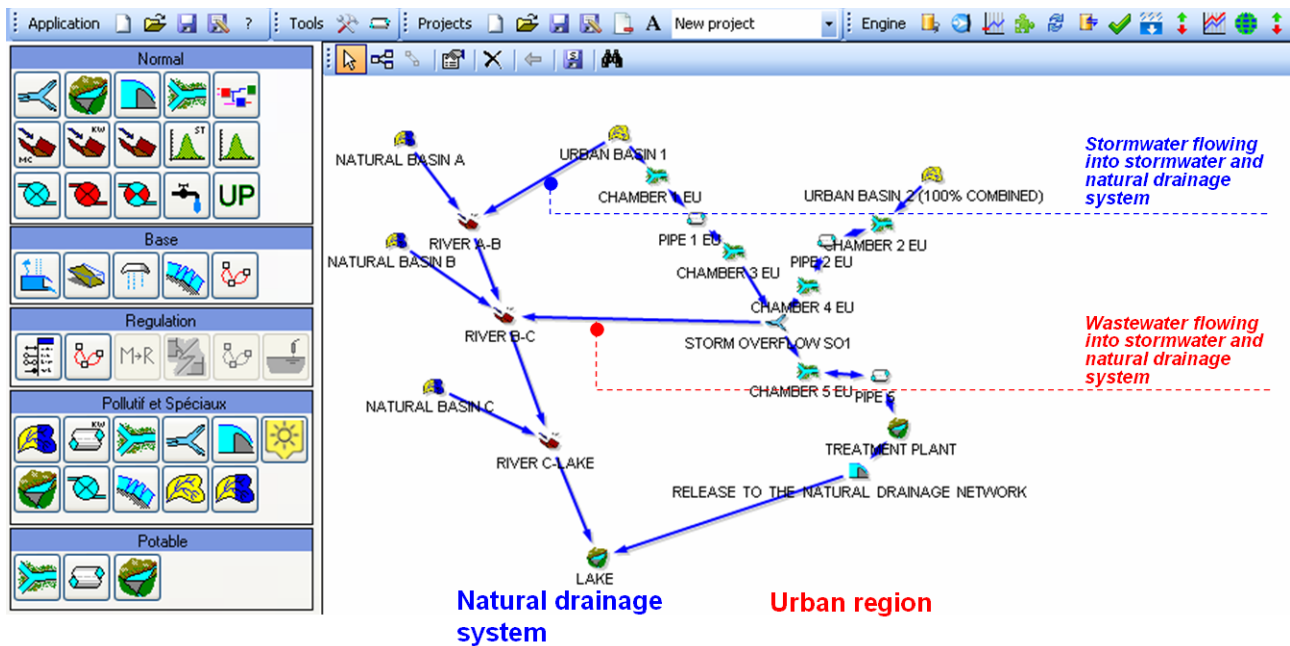 Application ? Tools Projects A New project Engine
Normal
MC KW ST
UP
Base
Regulation
M→R
Pollutif et Spéciaux
KW
Potable
NATURAL BASIN A
URBAN BASIN 1
CHAMBER 1 EU
URBAN BASIN 2 (100% COMBINED)
RIVER A-B
PIPE 1 EU
CHAMBER 2 EU
NATURAL BASIN B
CHAMBER 3 EU
PIPE 2 EU
CHAMBER 4 EU
RIVER B-C
STORM OVERFLOW SO1
CHAMBER 5 EU
PIPE 5
NATURAL BASIN C
TREATMENT PLANT
RIVER C-LAKE
RELEASE TO THE NATURAL DRAINAGE NETWORK
LAKE
Stormwater flowing
into stormwater and
natural drainage
system
Wastewater flowing
into stormwater and
natural drainage
system
Natural drainage
system
Urban region